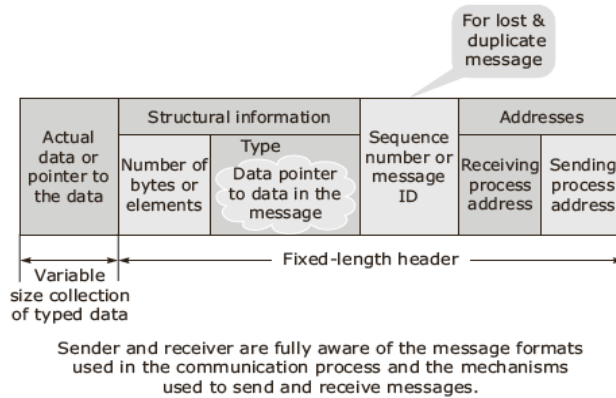 For lost &
duplicate
message
Actual
data or
pointer to
the data
Structural information
Number of
bytes or
elements
Type
Data pointer
to data in the
message
Sequence
number or
message
ID
Addresses
Receiving
process
address
Sending
process
address
Variable
size collection
of typed data
Fixed-length header
Sender and receiver are fully aware of the message formats
used in the communication process and the mechanisms
used to send and receive messages.